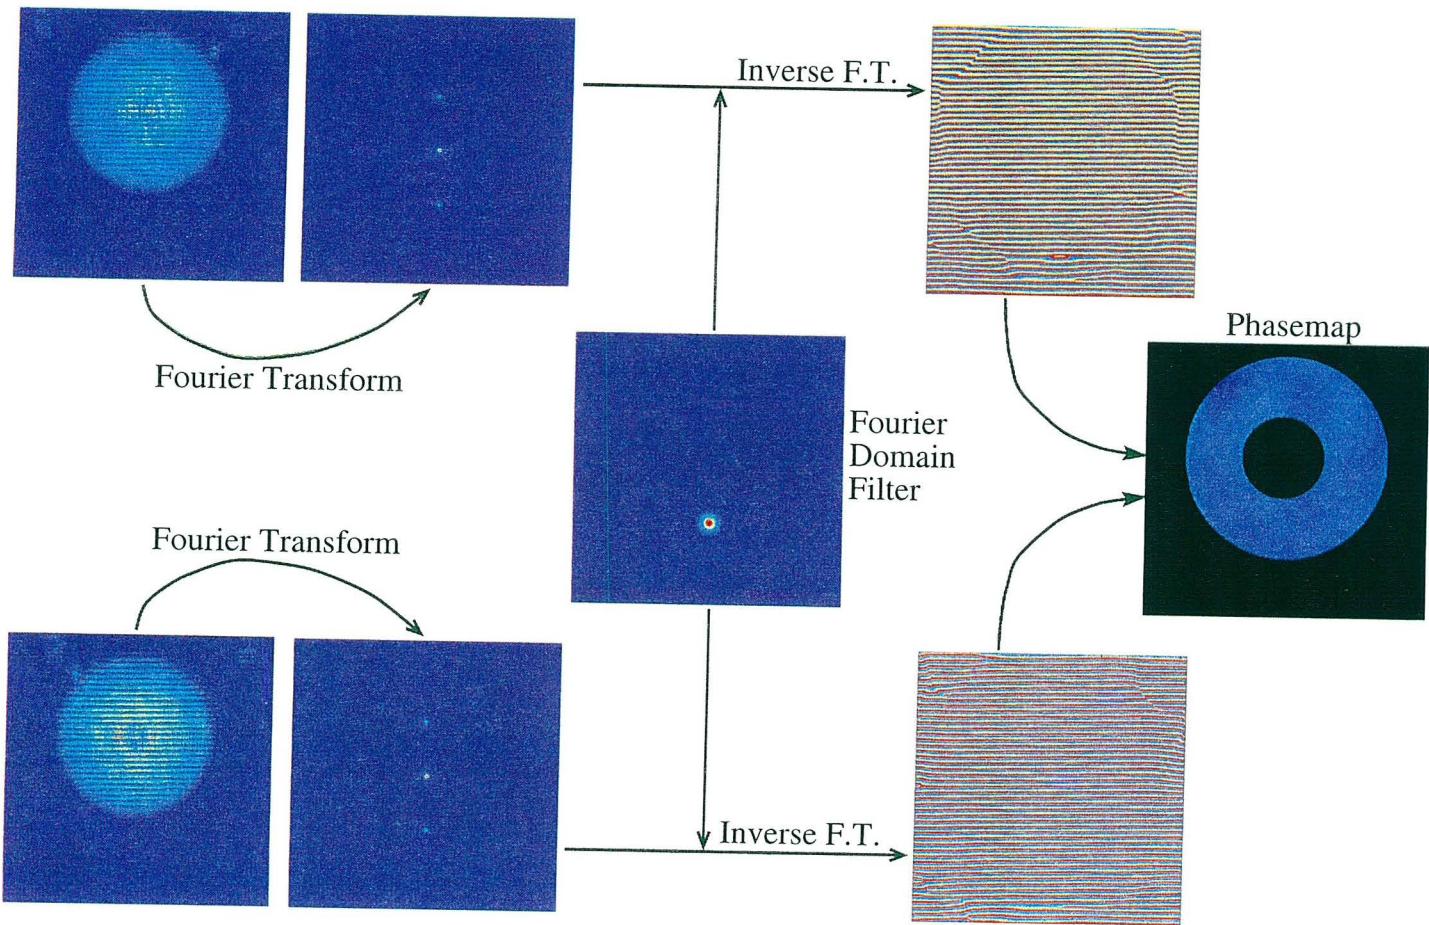 Inverse F.T.
Fourier Transform
Phasemap
Fourier
Domain
Filter
Fourier Transform
Inverse F.T.